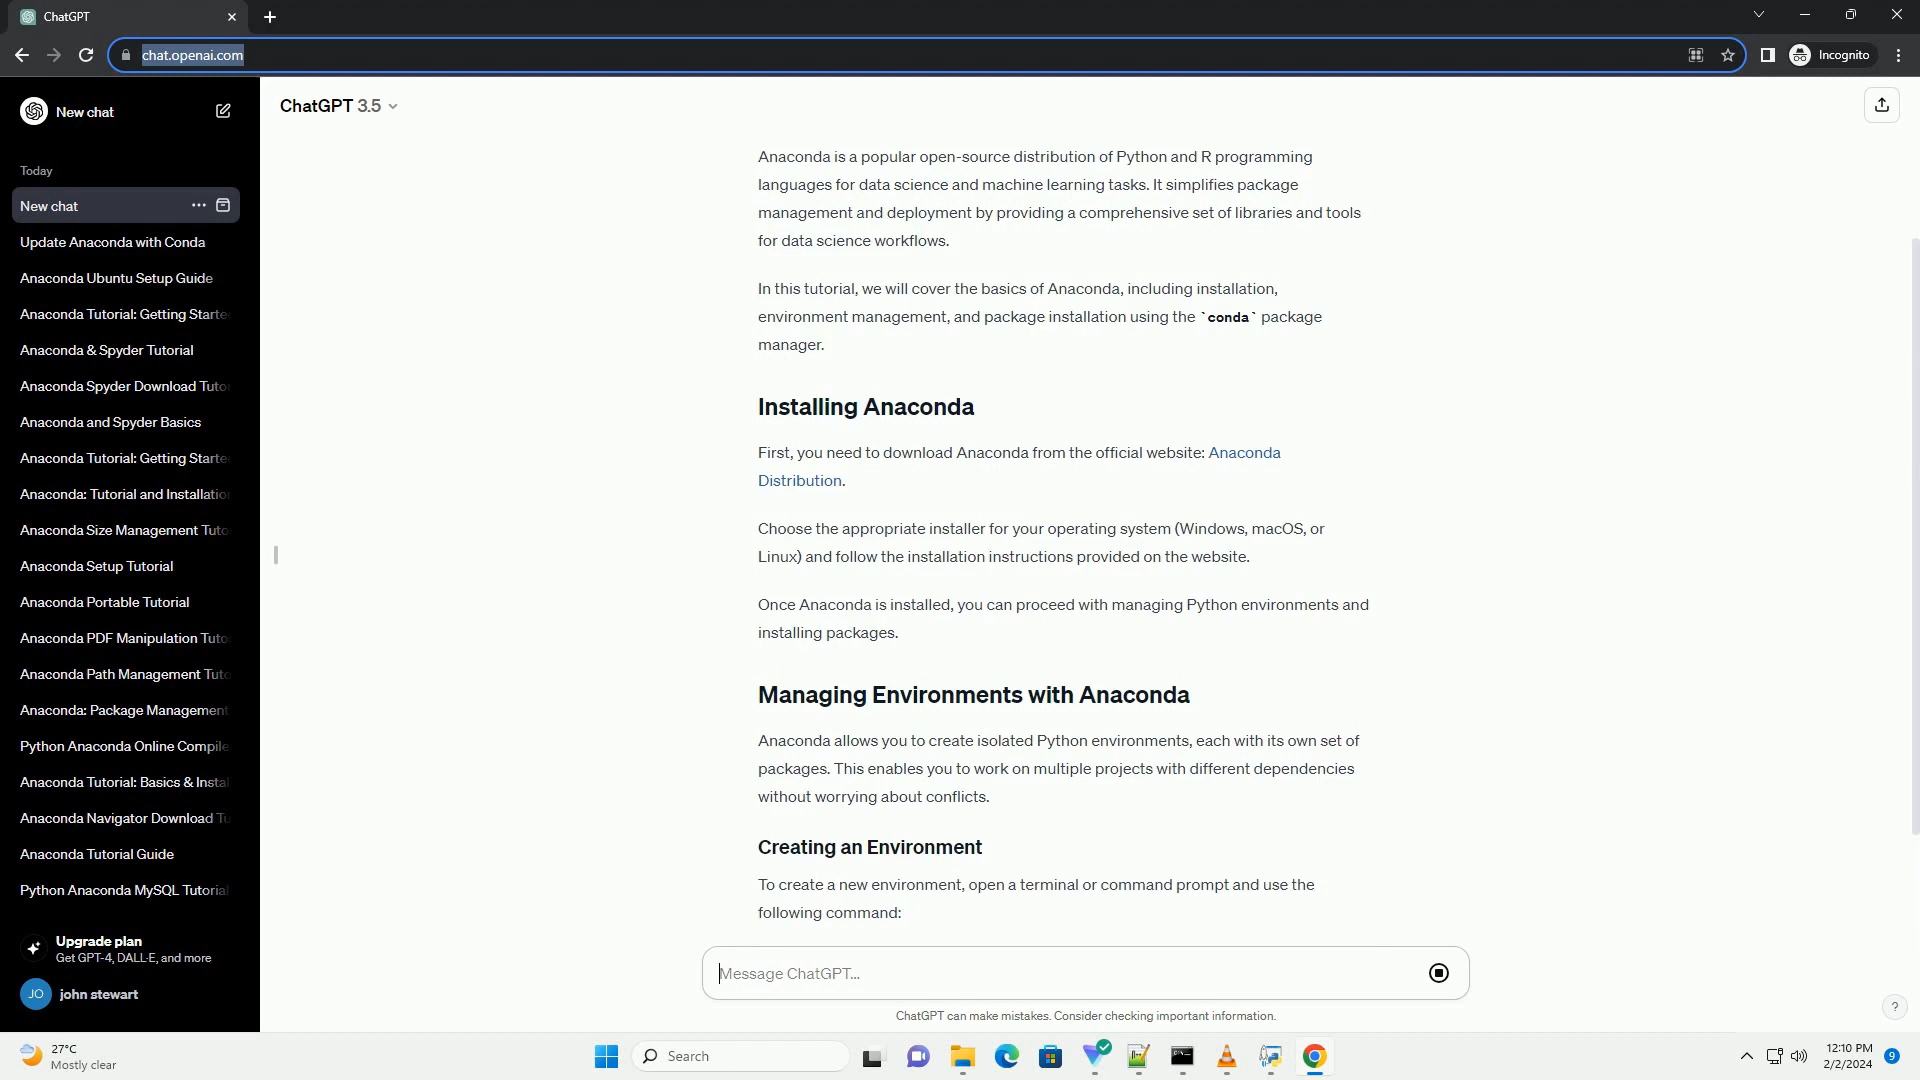 ChatGPT
chat.openai.com
Incognito
New chat
ChatGPT 3.5
Today
New chat
Update Anaconda with Conda
Anaconda Ubuntu Setup Guide
Anaconda Tutorial: Getting Starte
Anaconda & Spyder Tutorial
Anaconda Spyder Download Tuto
Anaconda and Spyder Basics
Anaconda Tutorial: Getting Starte
Anaconda: Tutorial and Installatio
Anaconda Size Management Tuto
Anaconda Setup Tutorial
Anaconda Portable Tutorial
Anaconda PDF Manipulation Tuto
Anaconda Path Management Tuto
Anaconda: Package Management
Python Anaconda Online Compile
Anaconda Tutorial: Basics & Instal
Anaconda Navigator Download Tu
Anaconda Tutorial Guide
Python Anaconda MySQL Tutorial
Upgrade plan
Get GPT-4, DALL·E, and more
JO john stewart
Anaconda is a popular open-source distribution of Python and R programming
languages for data science and machine learning tasks. It simplifies package
management and deployment by providing a comprehensive set of libraries and tools
for data science workflows.
In this tutorial, we will cover the basics of Anaconda, including installation,
environment management, and package installation using the `conda` package
manager.
Installing Anaconda
First, you need to download Anaconda from the official website: Anaconda
Distribution.
Choose the appropriate installer for your operating system (Windows, macOS, or
Linux) and follow the installation instructions provided on the website.
Once Anaconda is installed, you can proceed with managing Python environments and
installing packages.
Managing Environments with Anaconda
Anaconda allows you to create isolated Python environments, each with its own set of
packages. This enables you to work on multiple projects with different dependencies
without worrying about conflicts.
Creating an Environment
To create a new environment, open a terminal or command prompt and use the
following command:
Message ChatGPT...
ChatGPT can make mistakes. Consider checking important information.
?
27°C
Mostly clear
Search
12:10 PM
2/2/2024
9